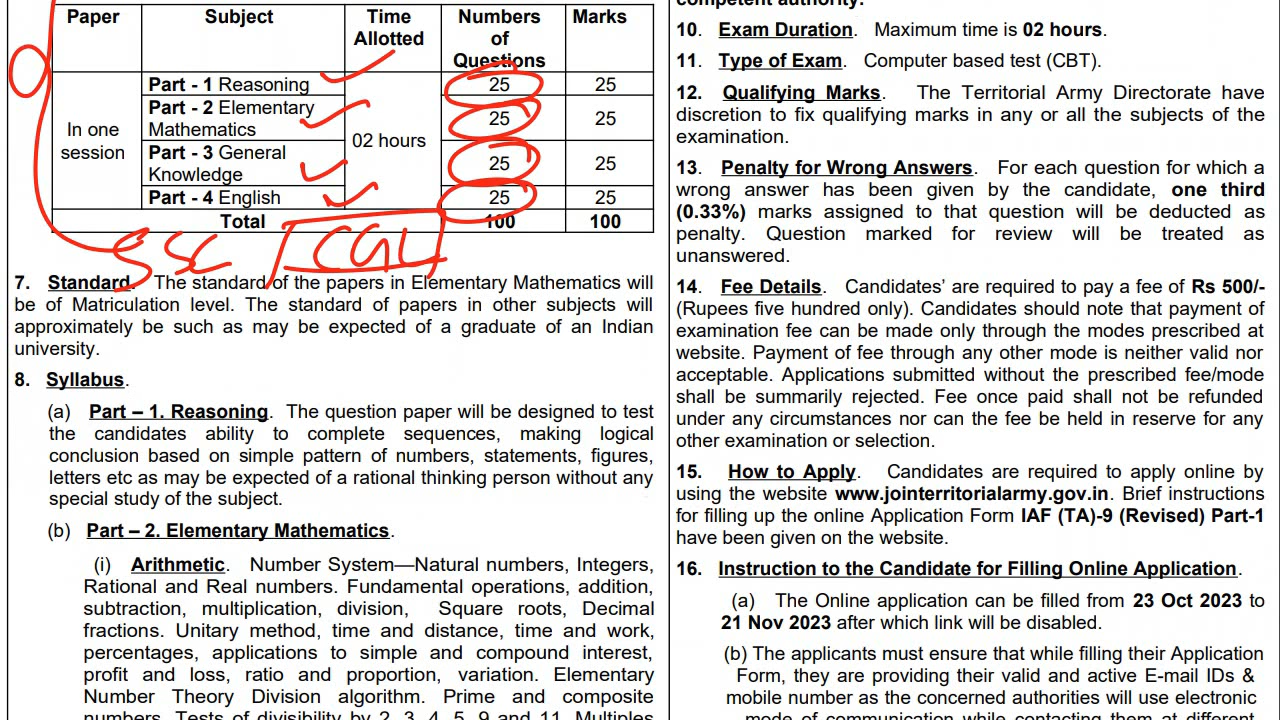 Paper Subject Time Allotted Numbers of Questions Marks
In one session
Part - 1 Reasoning 25 25
Part - 2 Elementary Mathematics 25 25
02 hours
Part - 3 General Knowledge 25 25
Part - 4 English 25 25
Total 100 100
SSC CGL
7. Standard. The standard of the papers in Elementary Mathematics will
be of Matriculation level. The standard of papers in other subjects will
approximately be such as may be expected of a graduate of an Indian
university.
8. Syllabus.
(a) Part – 1. Reasoning. The question paper will be designed to test
the candidates ability to complete sequences, making logical
conclusion based on simple pattern of numbers, statements, figures,
letters etc as may be expected of a rational thinking person without any
special study of the subject.
(b) Part – 2. Elementary Mathematics.
(i) Arithmetic. Number System—Natural numbers, Integers,
Rational and Real numbers. Fundamental operations, addition,
subtraction, multiplication, division, Square roots, Decimal
fractions. Unitary method, time and distance, time and work,
percentages, applications to simple and compound interest,
profit and loss, ratio and proportion, variation. Elementary
Number Theory Division algorithm. Prime and composite
numbers. Tests of divisibility by 2, 3, 4, 5, 9 and 11. Multiples
competent authority.
10. Exam Duration. Maximum time is 02 hours.
11. Type of Exam. Computer based test (CBT).
12. Qualifying Marks. The Territorial Army Directorate have
discretion to fix qualifying marks in any or all the subjects of the
examination.
13. Penalty for Wrong Answers. For each question for which a
wrong answer has been given by the candidate, one third
(0.33%) marks assigned to that question will be deducted as
penalty. Question marked for review will be treated as
unanswered.
14. Fee Details. Candidates' are required to pay a fee of Rs 500/-
(Rupees five hundred only). Candidates should note that payment of
examination fee can be made only through the modes prescribed at
website. Payment of fee through any other mode is neither valid nor
acceptable. Applications submitted without the prescribed fee/mode
shall be summarily rejected. Fee once paid shall not be refunded
under any circumstances nor can the fee be held in reserve for any
other examination or selection.
15. How to Apply. Candidates are required to apply online by
using the website www.jointerritorialarmy.gov.in. Brief instructions
for filling up the online Application Form IAF (TA)-9 (Revised) Part-1
have been given on the website.
16. Instruction to the Candidate for Filling Online Application.
(a) The Online application can be filled from 23 Oct 2023 to
21 Nov 2023 after which link will be disabled.
(b) The applicants must ensure that while filling their Application
Form, they are providing their valid and active E-mail IDs &
mobile number as the concerned authorities will use electronic
mode of communication while contacting them at different